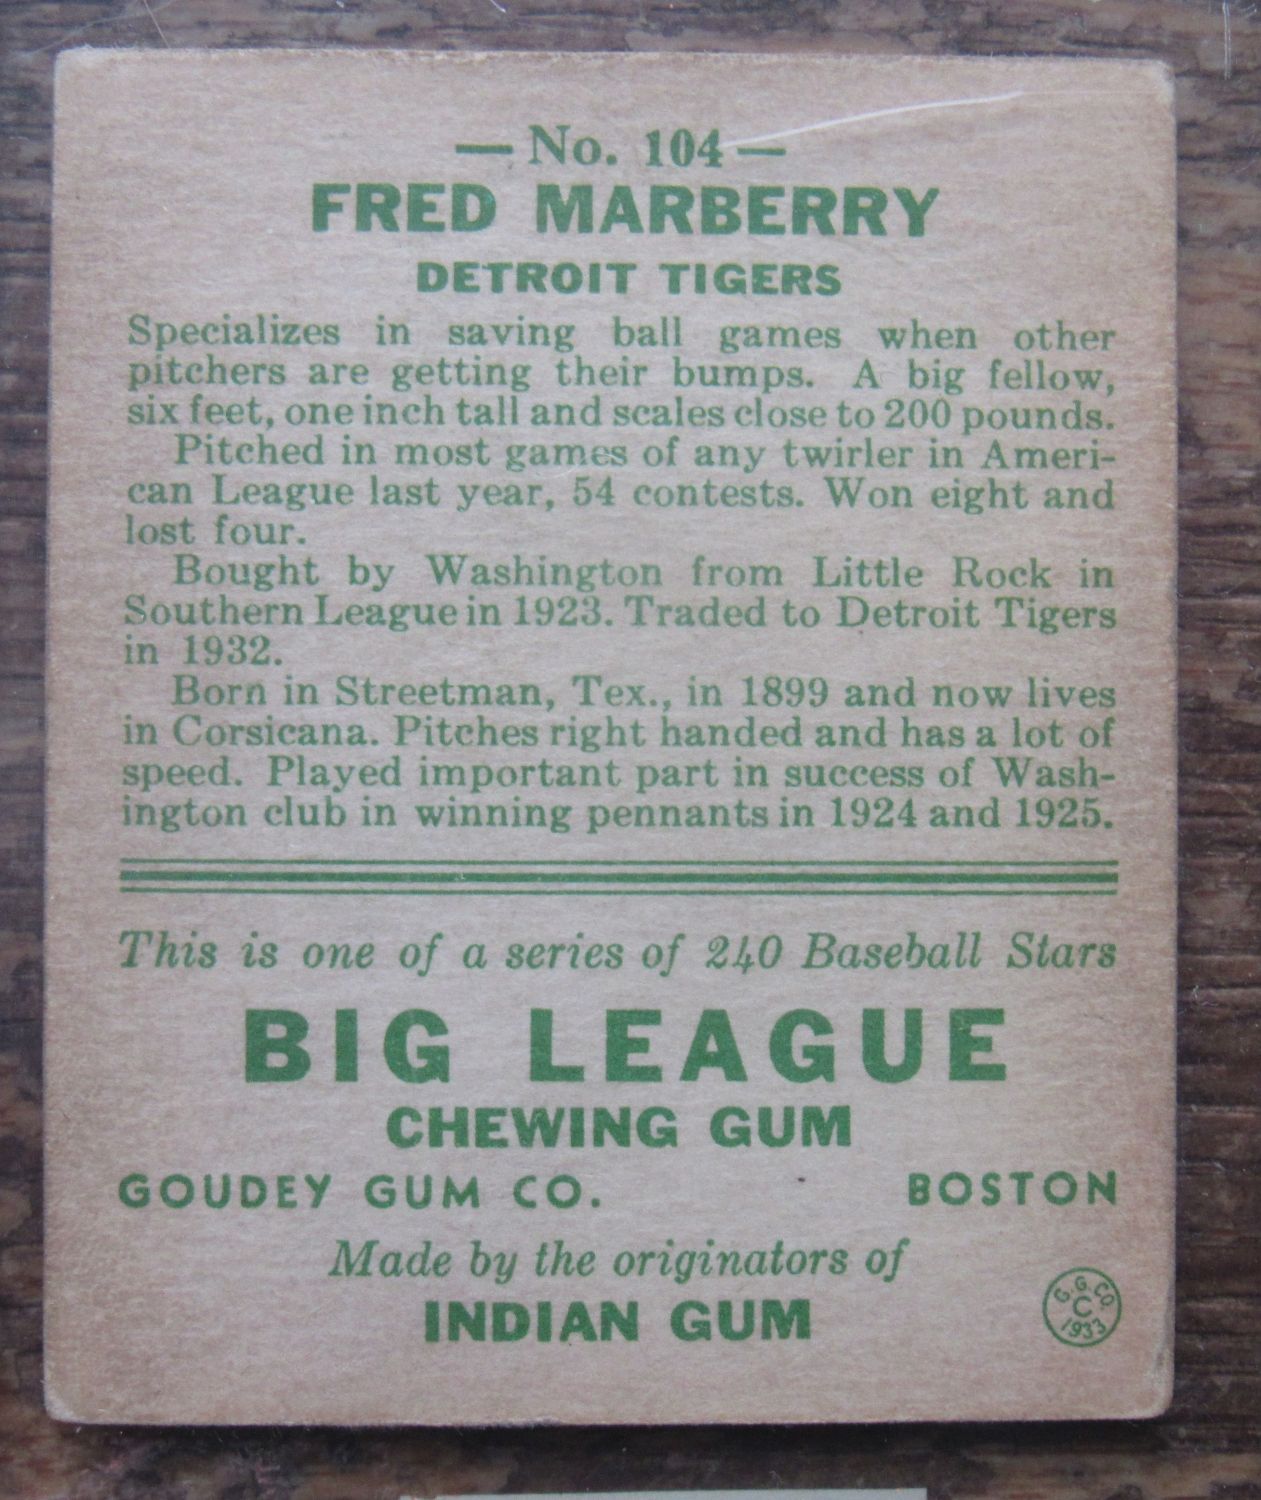 — No. 104 —
FRED MARBERRY
DETROIT TIGERS
Specializes in saving ball games when other
pitchers are getting their bumps. A big fellow,
six feet, one inch tall and scales close to 200 pounds.
Pitched in most games of any twirler in Ameri-
can League last year, 54 contests. Won eight and
lost four.
Bought by Washington from Little Rock in
Southern League in 1923. Traded to Detroit Tigers
in 1932.
Born in Streetman, Tex., in 1899 and now lives
in Corsicana. Pitches right handed and has a lot of
speed. Played important part in success of Wash-
ington club in winning pennants in 1924 and 1925.
This is one of a series of 240 Baseball Stars
BIG LEAGUE
CHEWING GUM
GOUDEY GUM CO. BOSTON
Made by the originators of
INDIAN GUM
G.G.CO.
C
1933